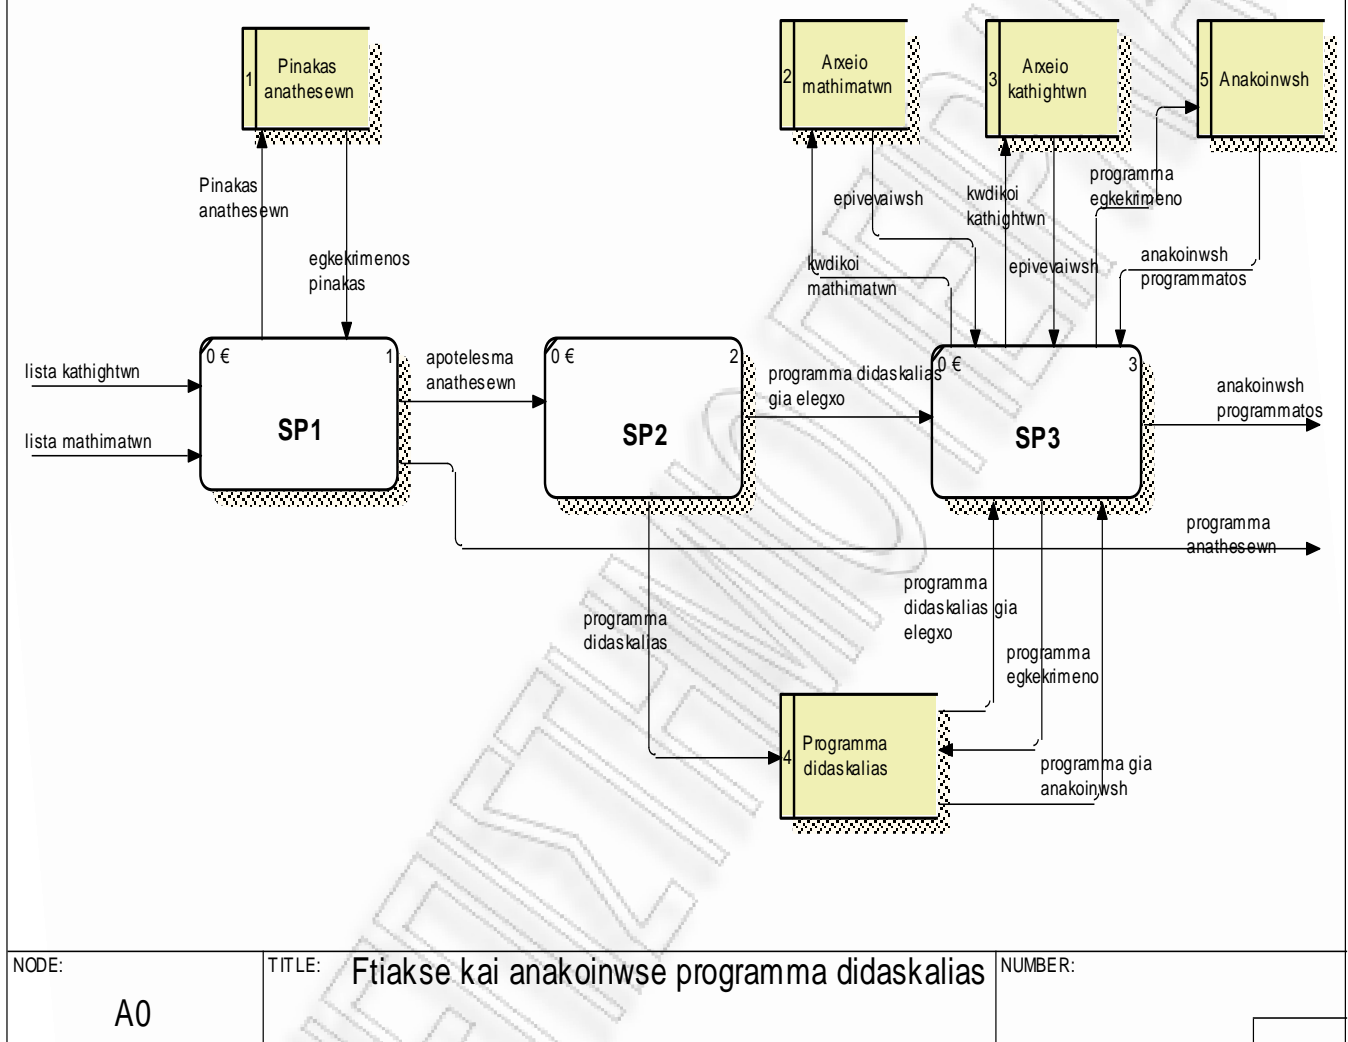 1
Pinakas
anathesewn
2
Arxeio
mathimatwn
3
Arxeio
kathightwn
5
Anakoinwsh
Pinakas
anathesewn
egkekrimenos
pinakas
epivevaiwsh
kwdikoi
mathimatwn
kwdikoi
kathightwn
epivevaiwsh
programma
egkekrimeno
anakoinwsh
programmatos
lista kathightwn
lista mathimatwn
0 €
1
SP1
apotelesma
anathesewn
0 €
2
SP2
programma didaskalias
gia elegxo
0 €
3
SP3
anakoinwsh
programmatos
programma
anathesewn
programma
didaskalias
programma
didaskalias gia
elegxo
programma
egkekrimeno
programma gia
anakoinwsh
4
Programma
didaskalias
NODE:
A0
TITLE:
Ftiakse kai anakoinwse programma didaskalias
NUMBER: